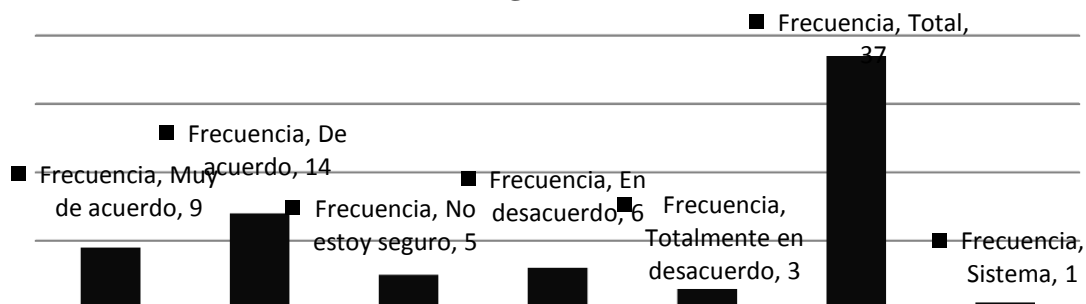 Frecuencia, Muy
de acuerdo, 9
Frecuencia, De
acuerdo, 14
Frecuencia, No
estoy seguro, 5
Frecuencia, En
desacuerdo, 6
Frecuencia,
Totalmente en
desacuerdo, 3
Frecuencia, Total,
37
Frecuencia,
Sistema, 1